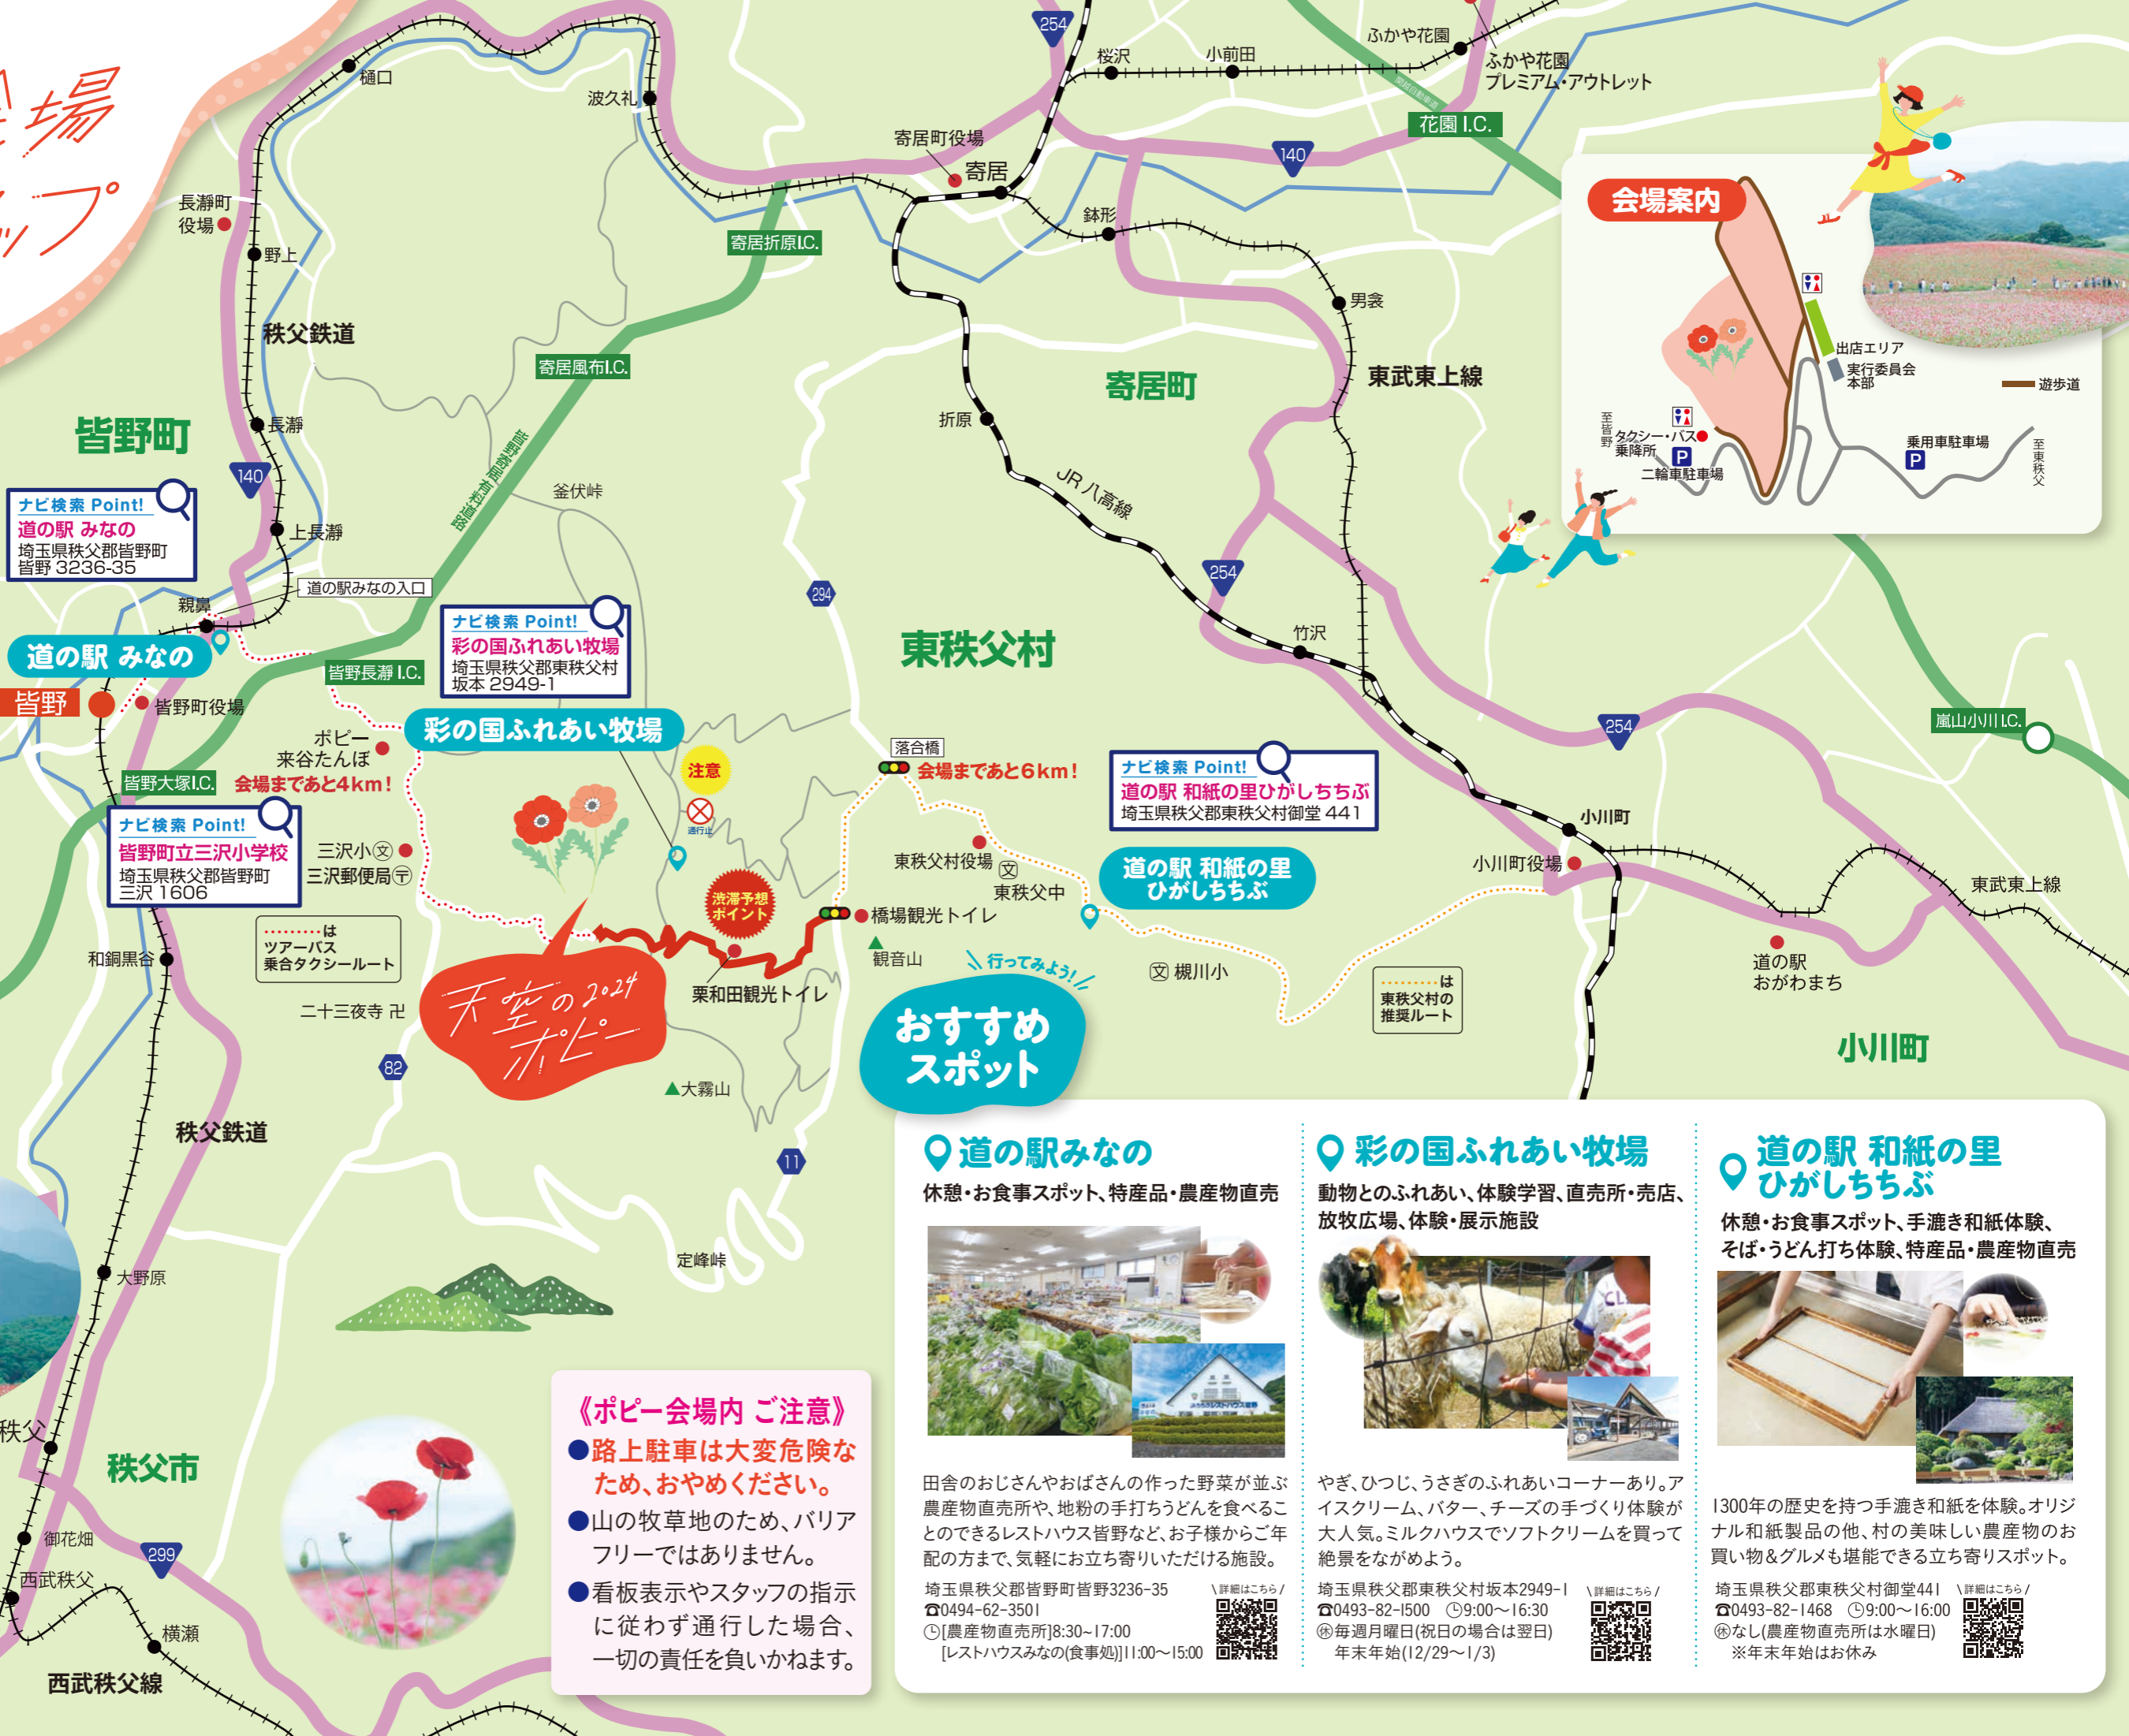 場
ップ
樋口
波久礼
254
桜沢
小前田
ふかや花園
ふかや花園
プレミアム・アウトレット
関越自動車道
花園 I.C.
寄居町役場
寄居
140
長瀞町
役場
野上
寄居折原I.C.
鉢形
男衾
秩父鉄道
寄居風布I.C.
寄居町
東武東上線
折原
皆野町
長瀞
140
皆野寄居有料道路
釜伏峠
JR 八高線
上長瀞
ナビ検索 Point!
道の駅 みなの
埼玉県秩父郡皆野町
皆野 3236-35
道の駅みなの入口
親鼻
道の駅 みなの
皆野
皆野町役場
皆野長瀞 I.C.
ナビ検索 Point!
彩の国ふれあい牧場
埼玉県秩父郡東秩父村
坂本 2949-1
彩の国ふれあい牧場
294
東秩父村
254
竹沢
254
嵐山小川I.C.
ポピー
来谷たんぼ
会場まであと4km!
皆野大塚I.C.
ナビ検索 Point!
皆野町立三沢小学校
埼玉県秩父郡皆野町
三沢 1606
三沢小文
三沢郵便局〒
注意
通行止
落合橋
会場まであと6km!
ナビ検索 Point!
道の駅 和紙の里ひがしちちぶ
埼玉県秩父郡東秩父村御堂 441
道の駅 和紙の里
ひがしちちぶ
東秩父村役場
文
東秩父中
小川町
小川町役場
東武東上線
渋滞予想
ポイント
橋場観光トイレ
観音山
栗和田観光トイレ
文 槻川小
道の駅
おがわまち
………は
ツアーバス
乗合タクシールート
………は
東秩父村の
推奨ルート
和銅黒谷
二十三夜寺 卍
天空の2024
ポピー
82
大霧山
小川町
秩父鉄道
11
定峰峠
大野原
秩父
秩父市
御花畑
299
西武秩父
横瀬
西武秩父線
会場案内
出店エリア
実行委員会
本部
遊歩道
至皆野
タクシー・バス
乗降所
P
二輪車駐車場
乗用車駐車場
P
至東秩父
《ポピー会場内 ご注意》
●路上駐車は大変危険な
ため、おやめください。
●山の牧草地のため、バリア
フリーではありません。
●看板表示やスタッフの指示
に従わず通行した場合、
一切の責任を負いかねます。
行ってみよう!
おすすめ
スポット
道の駅みなの
休憩・お食事スポット、特産品・農産物直売
田舎のおじさんやおばさんの作った野菜が並ぶ
農産物直売所や、地粉の手打ちうどんを食べるこ
とのできるレストハウス皆野など、お子様からご年
配の方まで、気軽にお立ち寄りいただける施設。
埼玉県秩父郡皆野町皆野3236-35
☎0494-62-3501
[農産物直売所]8:30~17:00
[レストハウスみなの(食事処)]11:00〜15:00
\詳細はこちら/
彩の国ふれあい牧場
動物とのふれあい、体験学習、直売所・売店、
放牧広場、体験・展示施設
やぎ、ひつじ、うさぎのふれあいコーナーあり。ア
イスクリーム、バター、チーズの手づくり体験が
大人気。ミルクハウスでソフトクリームを買って
絶景をながめよう。
埼玉県秩父郡東秩父村坂本2949-1
☎0493-82-1500 9:00〜16:30
㊡毎週月曜日(祝日の場合は翌日)
年末年始(12/29〜1/3)
\詳細はこちら/
道の駅 和紙の里
ひがしちちぶ
休憩・お食事スポット、手漉き和紙体験、
そば・うどん打ち体験、特産品・農産物直売
1300年の歴史を持つ手漉き和紙を体験。オリジ
ナル和紙製品の他、村の美味しい農産物のお
買い物&グルメも堪能できる立ち寄りスポット。
埼玉県秩父郡東秩父村御堂441
☎0493-82-1468 9:00〜16:00
㊡なし(農産物直売所は水曜日)
※年末年始はお休み
\詳細はこちら/